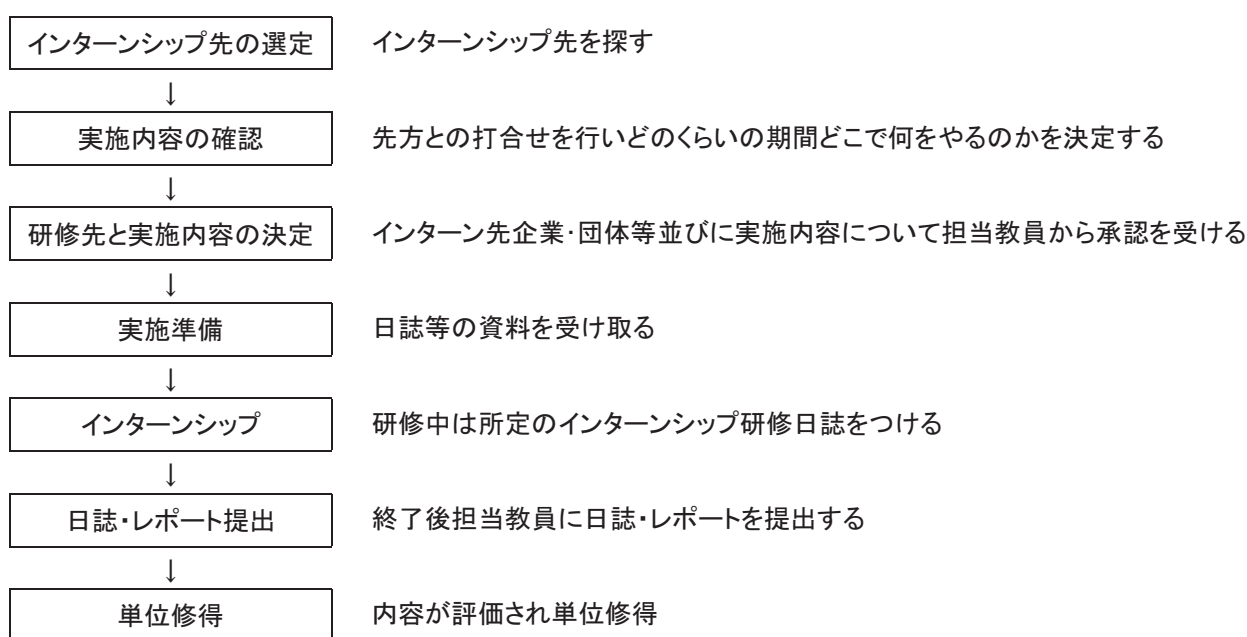 インターンシップ先の選定 インターンシップ先を探す
↓
実施内容の確認 先方との打合せを行いどのくらいの期間どこで何をやるのかを決定する
↓
研修先と実施内容の決定 インターン先企業・団体等並びに実施内容について担当教員から承認を受ける
↓
実施準備 日誌等の資料を受け取る
↓
インターンシップ 研修中は所定のインターンシップ研修日誌をつける
↓
日誌・レポート提出 終了後担当教員に日誌・レポートを提出する
↓
単位修得 内容が評価され単位修得